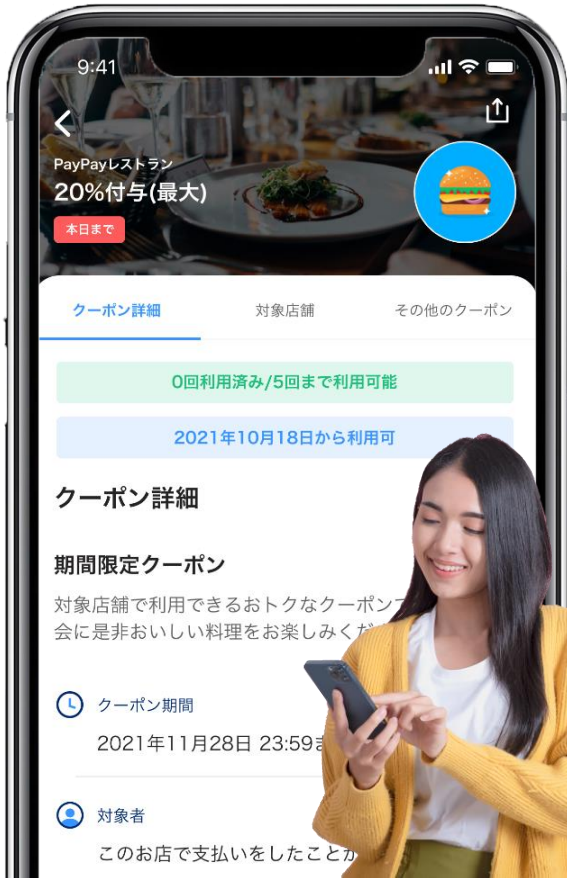 9:41
PayPayレストラン
20%付与(最大)
本日まで
クーポン詳細
対象店舗
その他のクーポン
0回利用済み/5回まで利用可能
2021年10月18日から利用可
クーポン詳細
期間限定クーポン
対象店舗で利用できるおトクなクーポン
会に是非おいしい料理をお楽しみくだ
クーポン期間
2021年11月28日 23:59ま
対象者
このお店で支払いをしたことが